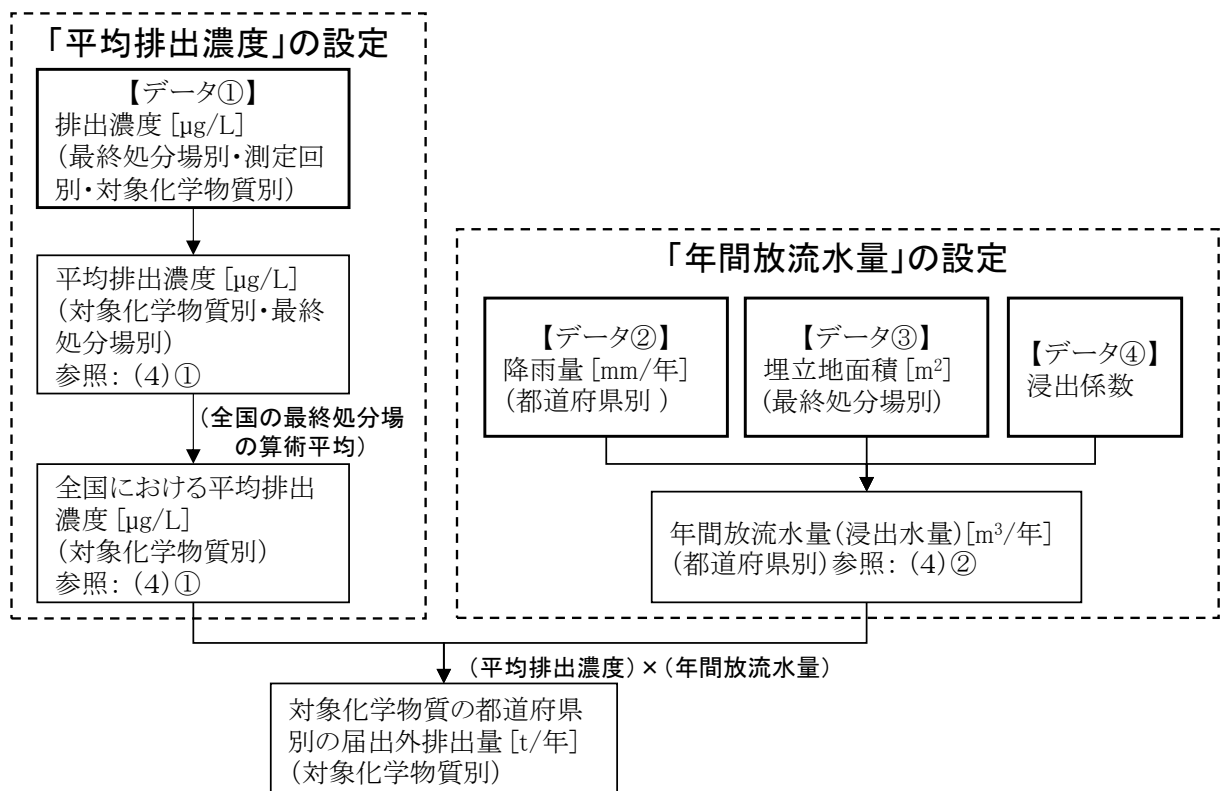 「平均排出濃度」の設定
【データ①】
排出濃度[µg/L]
(最終処分場別・測定回
別・対象化学物質別)
平均排出濃度[µg/L]
(対象化学物質別・最終
処分場別)
参照: (4)①
(全国の最終処分場
の算術平均)
全国における平均排出
濃度[µg/L]
(対象化学物質別)
参照: (4)①
「年間放流水量」の設定
【データ②】
降雨量[mm/年]
(都道府県別 )
【データ③】
埋立地面積[m²]
(最終処分場別)
【データ④】
浸出係数
年間放流水量(浸出水量)[m³/年]
(都道府県別)参照: (4)②
(平均排出濃度)×(年間放流水量)
対象化学物質の都道府県
別の届出外排出量[t/年]
(対象化学物質別)